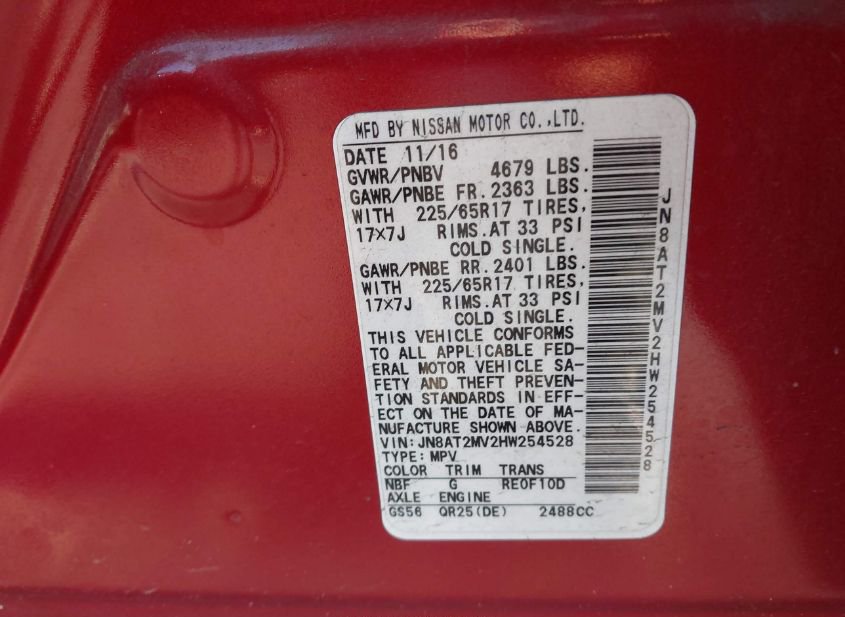 MFD BY NISSAN MOTOR CO.,LTD.
DATE 11/16
GVWR/PNBV 4679 LBS.
GAWR/PNBE FR. 2363 LBS.
WITH 225/65R17 TIRES,
17×7J RIMS.AT 33 PSI
COLD SINGLE.
GAWR/PNBE RR. 2401 LBS.
WITH 225/65R17 TIRES,
17×7J RIMS.AT 33 PSI
COLD SINGLE.
THIS VEHICLE CONFORMS
TO ALL APPLICABLE FED-
ERAL MOTOR VEHICLE SA-
FETY AND THEFT PREVEN-
TION STANDARDS IN EFF-
ECT ON THE DATE OF MA-
NUFACTURE SHOWN ABOVE.
VIN:JN8AT2MV2HW254528
TYPE:MPV
COLOR TRIM TRANS
NBF G RE0F10D
AXLE ENGINE
GS56 QR25(DE) 2488CC
JN8AT2MV2HW254528